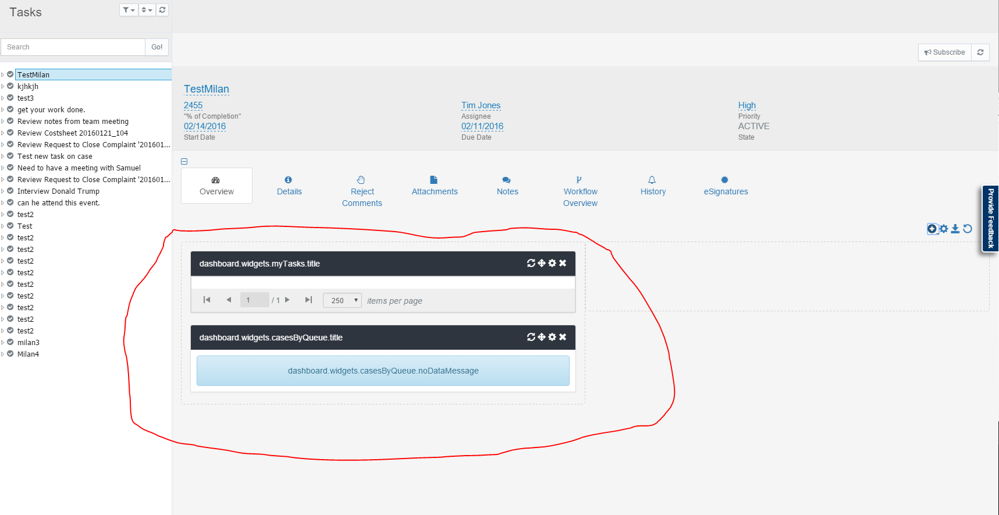 Tasks
Search
Go!
TestMilan
kjhkjh
test3
get your work done.
Review notes from team meeting
Review Costsheet 20160121_104
Review Request to Close Complaint '201601...
Test new task on case
Need to have a meeting with Samuel
Review Request to Close Complaint '201601...
Interview Donald Trump
can he attend this event.
test2
Test
test2
test2
test2
test2
test2
test2
test2
test2
test2
milan3
Milan4
Subscribe
TestMilan
2455
"% of Completion"
02/14/2016
Start Date
Tim Jones
Assignee
02/11/2016
Due Date
High
Priority
ACTIVE
State
Overview
Details
Reject
Comments
Attachments
Notes
Workflow
Overview
History
eSignatures
Provide Feedback
dashboard.widgets.myTasks.title
1 / 1 250 items per page
dashboard.widgets.casesByQueue.title
dashboard.widgets.casesByQueue.noDataMessage